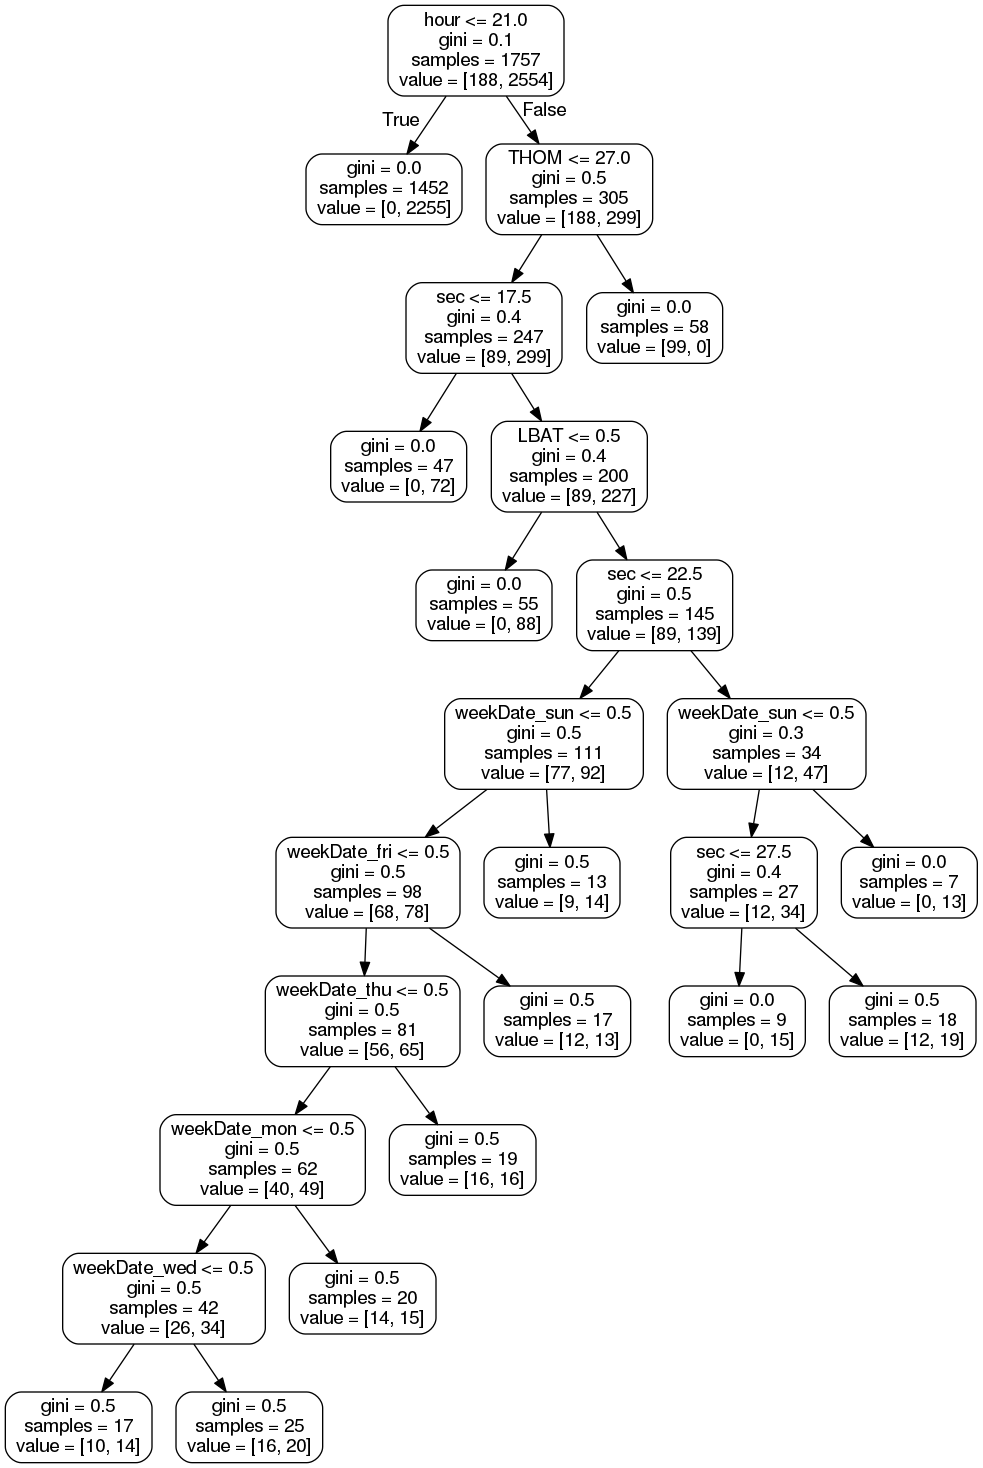 hour <= 21.0
gini = 0.1
samples = 1757
value = [188, 2554]
True
False
gini = 0.0
samples = 1452
value = [0, 2255]
THOM <= 27.0
gini = 0.5
samples = 305
value = [188, 299]
sec <= 17.5
gini = 0.4
samples = 247
value = [89, 299]
gini = 0.0
samples = 58
value = [99, 0]
gini = 0.0
samples = 47
value = [0, 72]
LBAT <= 0.5
gini = 0.4
samples = 200
value = [89, 227]
gini = 0.0
samples = 55
value = [0, 88]
sec <= 22.5
gini = 0.5
samples = 145
value = [89, 139]
weekDate_sun <= 0.5
gini = 0.5
samples = 111
value = [77, 92]
weekDate_sun <= 0.5
gini = 0.3
samples = 34
value = [12, 47]
weekDate_fri <= 0.5
gini = 0.5
samples = 98
value = [68, 78]
gini = 0.5
samples = 13
value = [9, 14]
sec <= 27.5
gini = 0.4
samples = 27
value = [12, 34]
gini = 0.0
samples = 7
value = [0, 13]
weekDate_thu <= 0.5
gini = 0.5
samples = 81
value = [56, 65]
gini = 0.5
samples = 17
value = [12, 13]
gini = 0.0
samples = 9
value = [0, 15]
gini = 0.5
samples = 18
value = [12, 19]
weekDate_mon <= 0.5
gini = 0.5
samples = 62
value = [40, 49]
gini = 0.5
samples = 19
value = [16, 16]
weekDate_wed <= 0.5
gini = 0.5
samples = 42
value = [26, 34]
gini = 0.5
samples = 20
value = [14, 15]
gini = 0.5
samples = 17
value = [10, 14]
gini = 0.5
samples = 25
value = [16, 20]